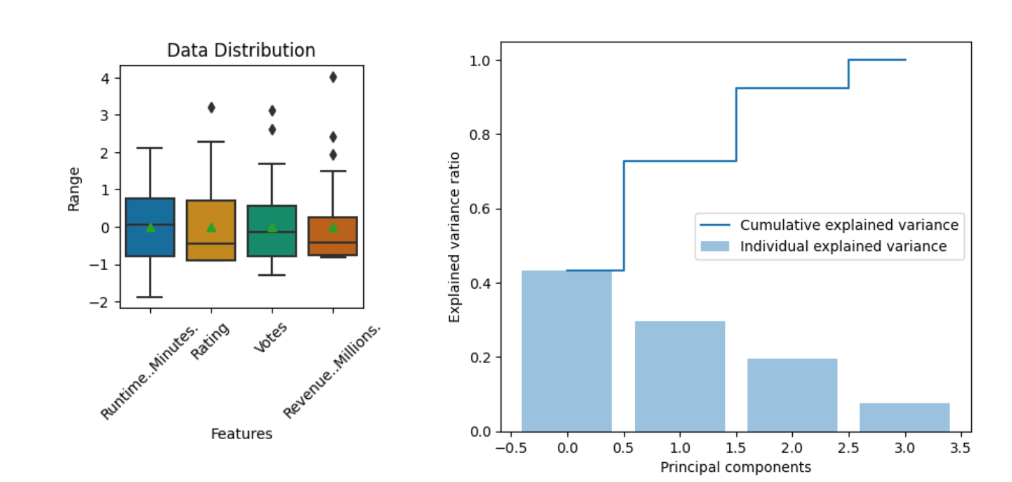 Data Distribution
Range
4
3
2
1
0
−1
−2
Runtime..Minutes.
Rating
Votes
Revenue..Millions.
Features
Explained variance ratio
1.0
0.8
0.6
0.4
0.2
0.0
Cumulative explained variance
Individual explained variance
−0.5 0.0 0.5 1.0 1.5 2.0 2.5 3.0 3.5
Principal components